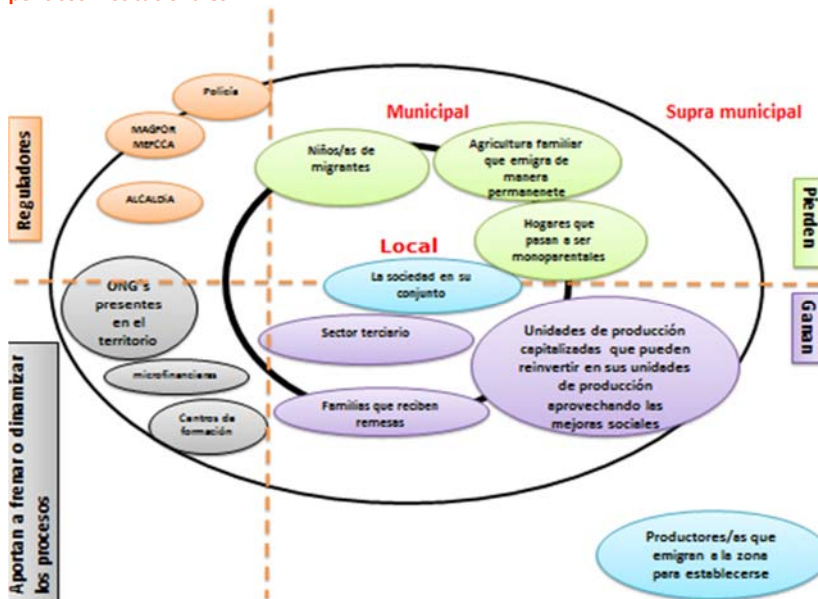 Policía
Municipal
Supra municipal
MAGFOR
MEFCCA
Niños/as de
migrantes
Agricultura familiar
que emigra de
manera
permanenete
Reguladores
ALCALDÍA
Pierden
Hogares que
pasan a ser
monoparentales
Local
La sociedad en su
conjunto
ONG´s
presentes
en el
territorio
Sector terciario
Unidades de producción
capitalizadas que pueden
reinvertir en sus unidades
de producción
aprovechando las
mejoras sociales
Ganan
microfinancieras
Familias que reciben
remesas
Centros de
formación
Aportan a frenar o dinamizar
los procesos
Productores/as que
emigran a la zona
para establecerse